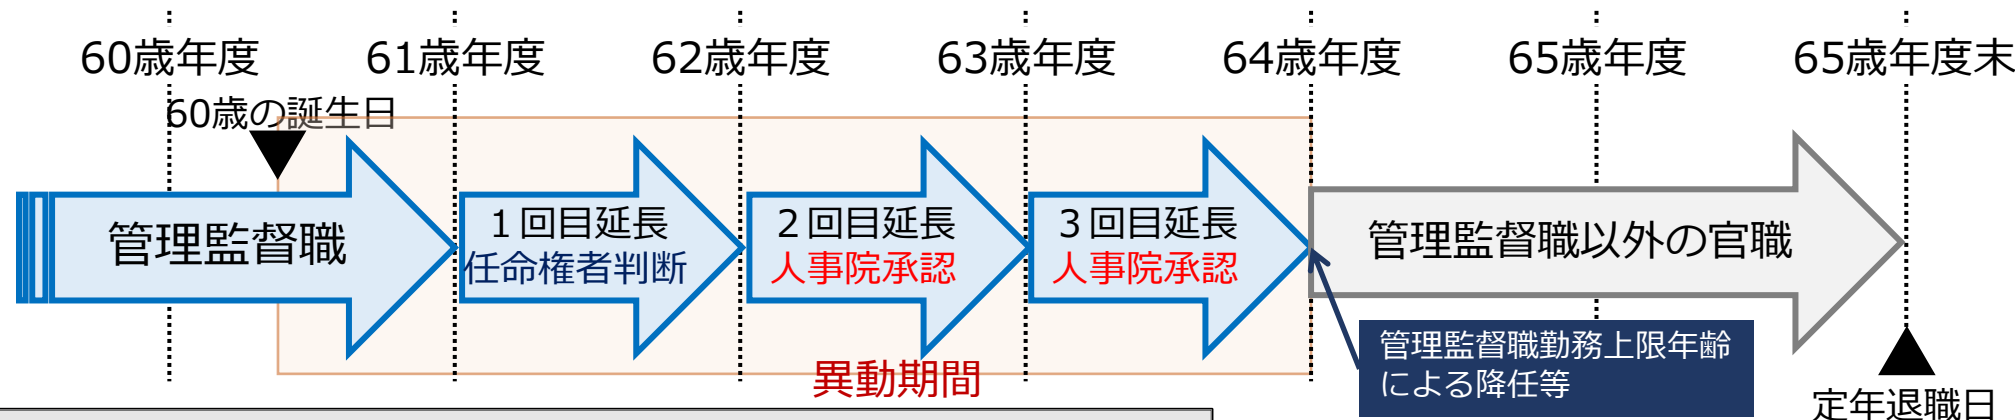 60歳年度 61歳年度 62歳年度 63歳年度 64歳年度 65歳年度 65歳年度末
60歳の誕生日
管理監督職
１回目延長
任命権者判断
２回目延長
人事院承認
３回目延長
人事院承認
管理監督職以外の官職
異動期間
管理監督職勤務上限年齢
による降任等
定年退職日